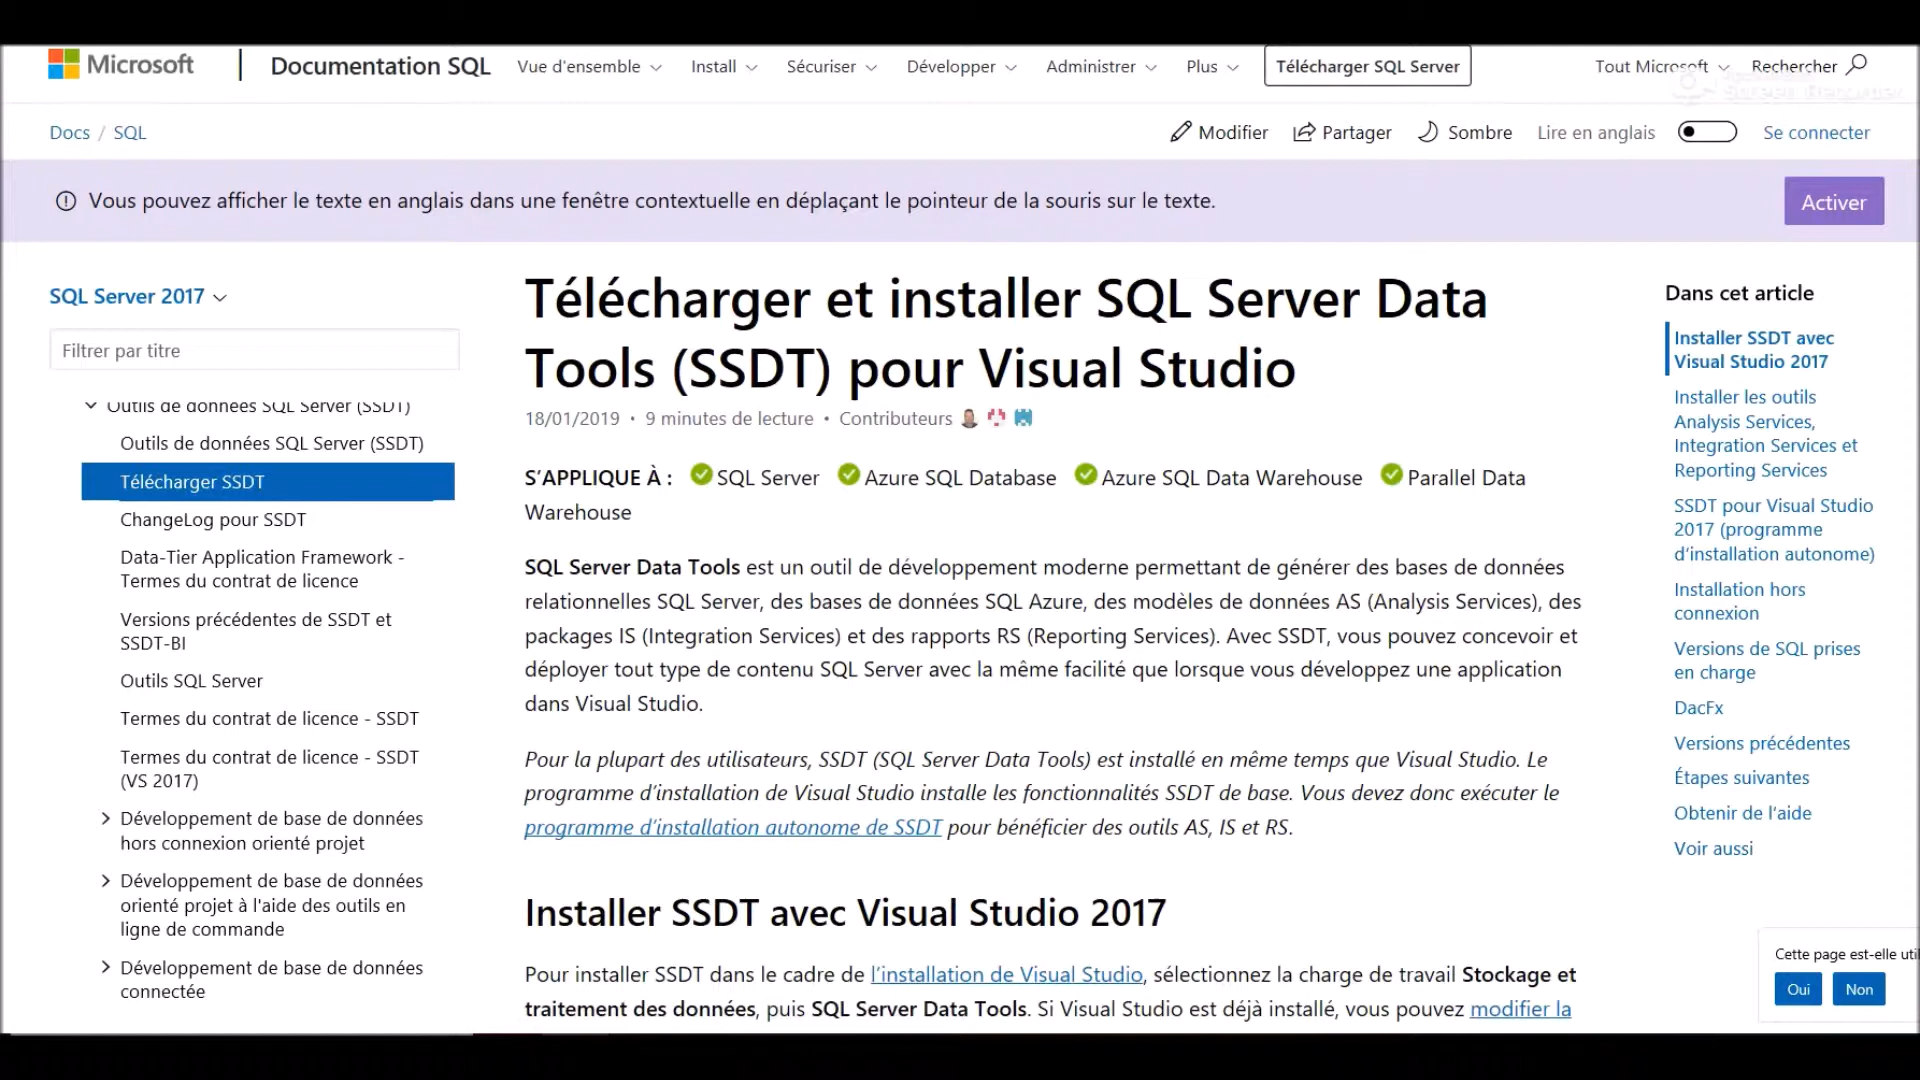 Microsoft
Documentation SQL
Vue d'ensemble
Install
Sécuriser
Développer
Administrer
Plus
Télécharger SQL Server
Tout Microsoft
Rechercher
Screen Recorder
Docs / SQL
Modifier
Partager
Sombre
Lire en anglais
Se connecter
Vous pouvez afficher le texte en anglais dans une fenêtre contextuelle en déplaçant le pointeur de la souris sur le texte.
Activer
SQL Server 2017
Filtrer par titre
Outils de données SQL Server (SSDT)
Outils de données SQL Server (SSDT)
Télécharger SSDT
ChangeLog pour SSDT
Data-Tier Application Framework -
Termes du contrat de licence
Versions précédentes de SSDT et
SSDT-BI
Outils SQL Server
Termes du contrat de licence - SSDT
Termes du contrat de licence - SSDT
(VS 2017)
Développement de base de données
hors connexion orienté projet
Développement de base de données
orienté projet à l'aide des outils en
ligne de commande
Développement de base de données
connectée
Télécharger et installer SQL Server Data
Tools (SSDT) pour Visual Studio
18/01/2019 • 9 minutes de lecture • Contributeurs
S’APPLIQUE À : SQL Server Azure SQL Database Azure SQL Data Warehouse Parallel Data
Warehouse
SQL Server Data Tools est un outil de développement moderne permettant de générer des bases de données
relationnelles SQL Server, des bases de données SQL Azure, des modèles de données AS (Analysis Services), des
packages IS (Integration Services) et des rapports RS (Reporting Services). Avec SSDT, vous pouvez concevoir et
déployer tout type de contenu SQL Server avec la même facilité que lorsque vous développez une application
dans Visual Studio.
Pour la plupart des utilisateurs, SSDT (SQL Server Data Tools) est installé en même temps que Visual Studio. Le
programme d’installation de Visual Studio installe les fonctionnalités SSDT de base. Vous devez donc exécuter le
programme d’installation autonome de SSDT pour bénéficier des outils AS, IS et RS.
Installer SSDT avec Visual Studio 2017
Pour installer SSDT dans le cadre de l’installation de Visual Studio, sélectionnez la charge de travail Stockage et
traitement des données, puis SQL Server Data Tools. Si Visual Studio est déjà installé, vous pouvez modifier la
Dans cet article
Installer SSDT avec
Visual Studio 2017
Installer les outils
Analysis Services,
Integration Services et
Reporting Services
SSDT pour Visual Studio
2017 (programme
d’installation autonome)
Installation hors
connexion
Versions de SQL prises
en charge
DacFx
Versions précédentes
Étapes suivantes
Obtenir de l’aide
Voir aussi
Cette page est-elle util
Oui
Non